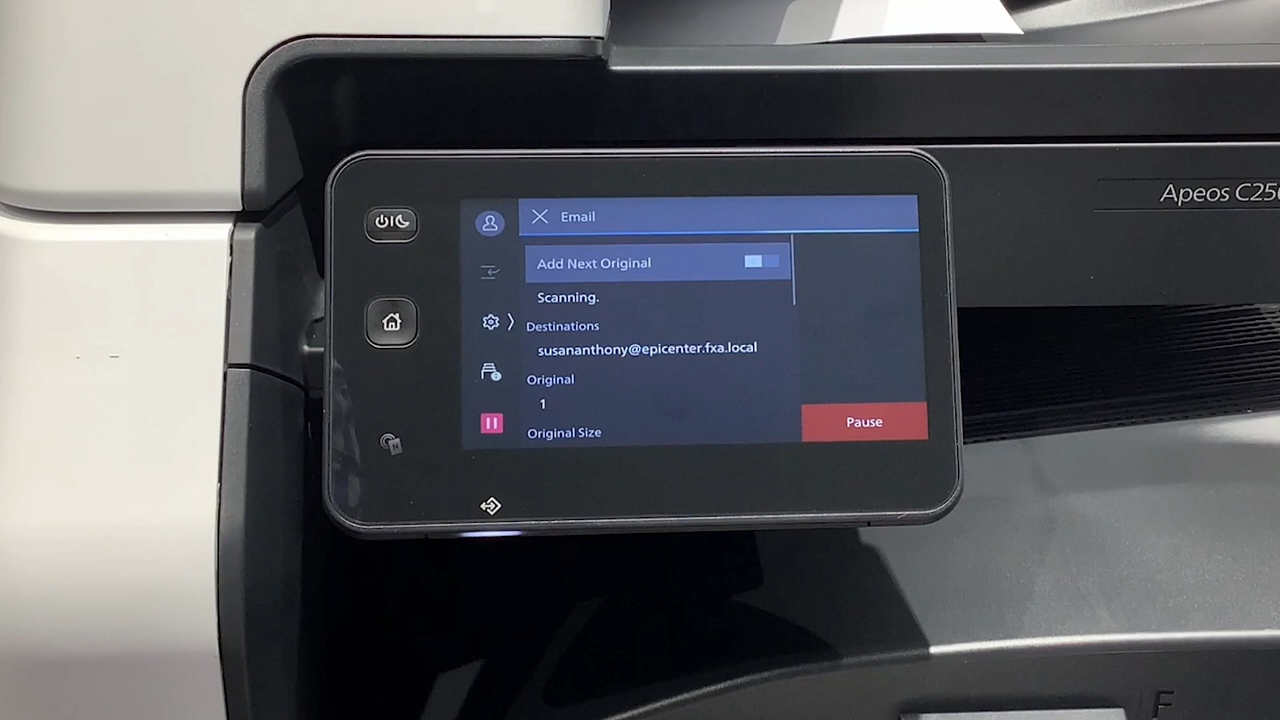 Apeos C25
Email
Add Next Original
Scanning.
Destinations
susananthony@epicenter.fxa.local
Original
1
Original Size
Pause
N
F